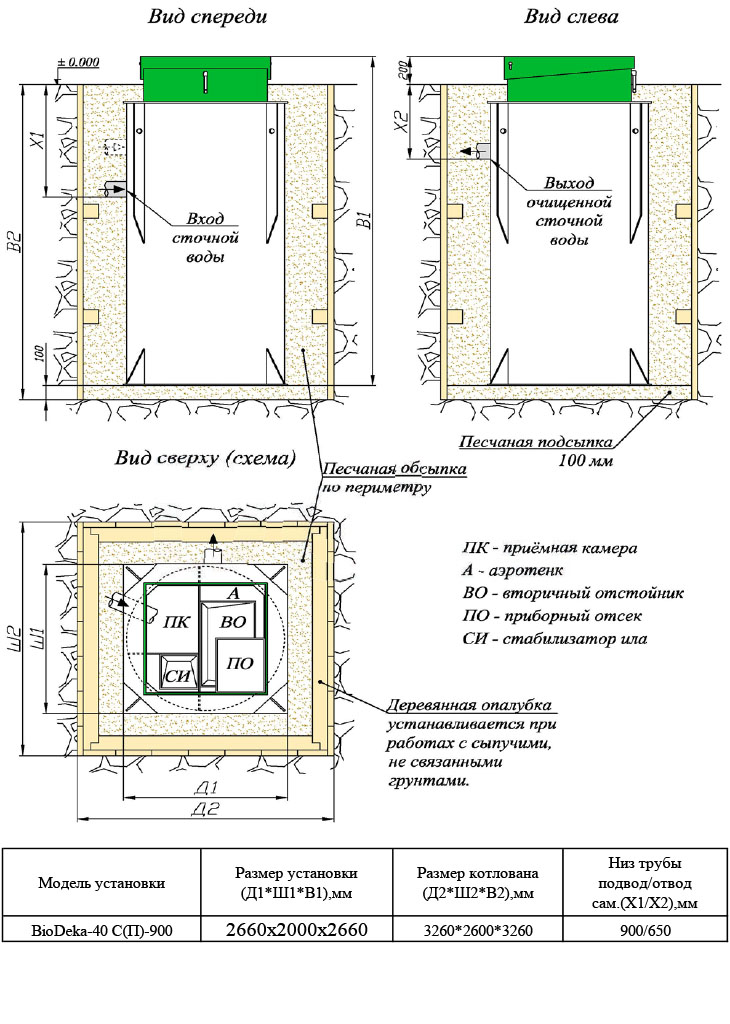 Вид спереди
Вид слева
± 0.000
200
X1
X2
B1
B2
Вход
сточной
воды
Выход
очищенной
сточной
воды
100
Песчаная подсыпка
100 мм
Вид сверху (схема)
Песчаная обсыпка
по периметру
ПК - приёмная камера
А - аэротенк
ВО - вторичный отстойник
ПО - приборный отсек
СИ - стабилизатор ила
А
ПК
ВО
ПО
СИ
Ш2
Ш1
Деревянная опалубка
устанавливается при
работах с сыпучими,
не связанными
грунтами.
Д1
Д2
Модель установки
Размер установки
(Д1*Ш1*В1),мм
Размер котлована
(Д2*Ш2*В2),мм
Низ трубы
подвод/отвод
сам.(Х1/Х2),мм
BioDeka-40 С(П)-900
2660х2000х2660
3260*2600*3260
900/650